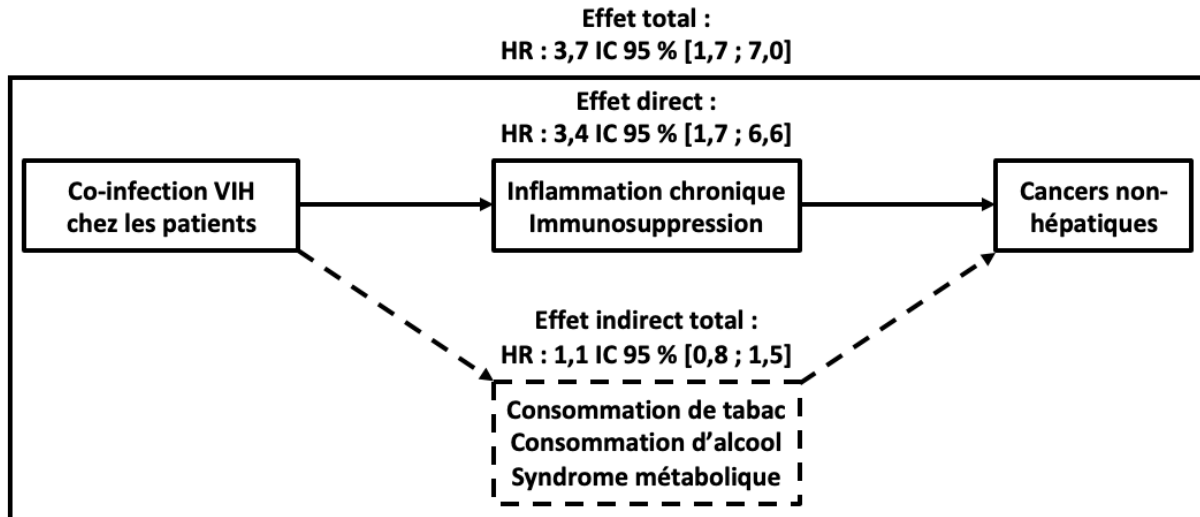 Effet total :
HR : 3,7 IC 95 % [1,7 ; 7,0]
Effet direct :
HR : 3,4 IC 95 % [1,7 ; 6,6]
Co-infection VIH
chez les patients
Inflammation chronique
Immunosuppression
Cancers non-
hépatiques
Effet indirect total :
HR : 1,1 IC 95 % [0,8 ; 1,5]
Consommation de tabac
Consommation d’alcool
Syndrome métabolique